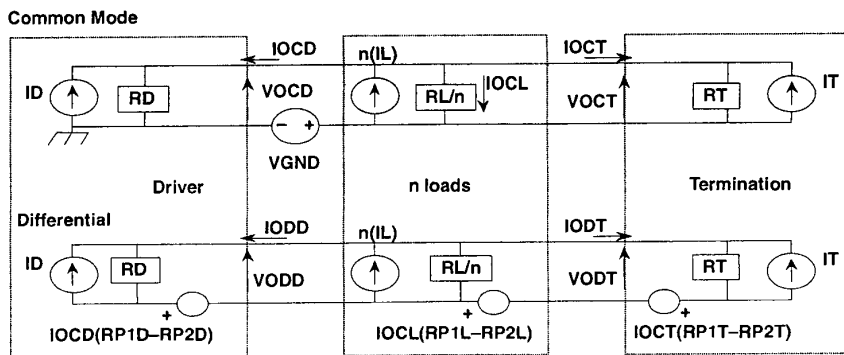 Common Mode
IOCD n(IL) IOCT
ID RD VOCD RL/n IOCL VOCT RT IT
- +
VGND
Driver n loads Termination
Differential
IODD n(IL) IODT
ID RD VODD RL/n VODT RT IT
+ + +
IOCD(RP1D–RP2D) IOCL(RP1L–RP2L) IOCT(RP1T–RP2T)